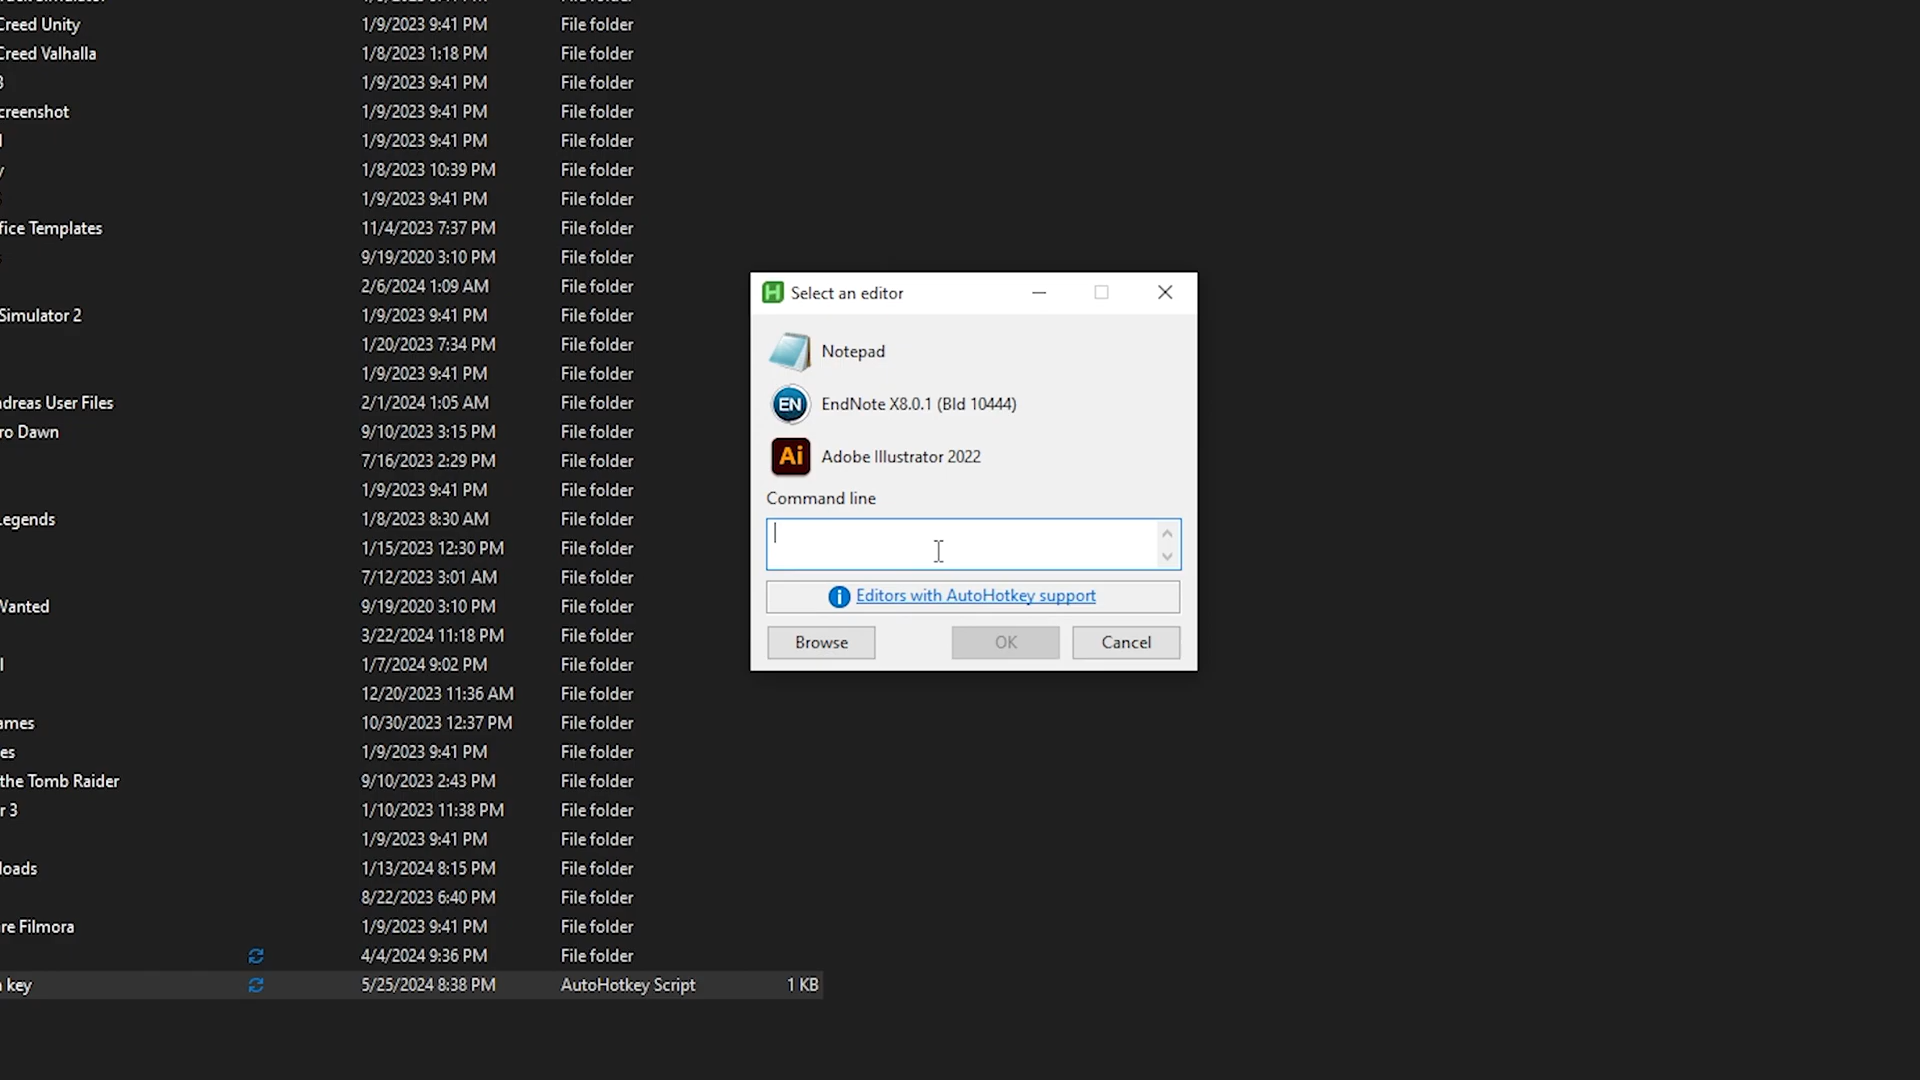 Creed Unity 1/9/2023 9:41 PM File folder
Creed Valhalla 1/8/2023 1:18 PM File folder
3 1/9/2023 9:41 PM File folder
creenshot 1/9/2023 9:41 PM File folder
1/9/2023 9:41 PM File folder
y 1/8/2023 10:39 PM File folder
1/9/2023 9:41 PM File folder
fice Templates 11/4/2023 7:37 PM File folder
9/19/2020 3:10 PM File folder
2/6/2024 1:09 AM File folder
Simulator 2 1/9/2023 9:41 PM File folder
1/20/2023 7:34 PM File folder
1/9/2023 9:41 PM File folder
dreas User Files 2/1/2024 1:05 AM File folder
ro Dawn 9/10/2023 3:15 PM File folder
7/16/2023 2:29 PM File folder
1/9/2023 9:41 PM File folder
Legends 1/8/2023 8:30 AM File folder
1/15/2023 12:30 PM File folder
7/12/2023 3:01 AM File folder
Wanted 9/19/2020 3:10 PM File folder
3/22/2024 11:18 PM File folder
l 1/7/2024 9:02 PM File folder
12/20/2023 11:36 AM File folder
ames 10/30/2023 12:37 PM File folder
es 1/9/2023 9:41 PM File folder
the Tomb Raider 9/10/2023 2:43 PM File folder
r 3 1/10/2023 11:38 PM File folder
1/9/2023 9:41 PM File folder
loads 1/13/2024 8:15 PM File folder
8/22/2023 6:40 PM File folder
re Filmora 1/9/2023 9:41 PM File folder
4/4/2024 9:36 PM File folder
key 5/25/2024 8:38 PM AutoHotkey Script 1 KB
H Select an editor
Notepad
EN EndNote X8.0.1 (Bld 10444)
Ai Adobe Illustrator 2022
Command line
Editors with AutoHotkey support
Browse OK Cancel